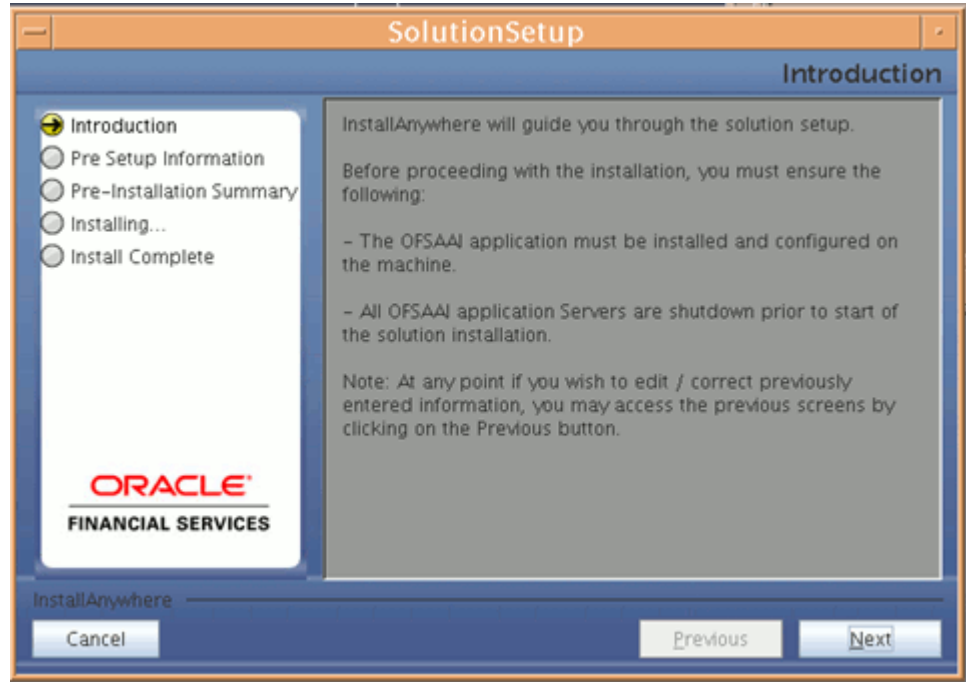 SolutionSetup
Introduction
Introduction
Pre Setup Information
Pre-Installation Summary
Installing...
Install Complete
ORACLE
FINANCIAL SERVICES
InstallAnywhere will guide you through the solution setup.
Before proceeding with the installation, you must ensure the
following:
- The OFSAAI application must be installed and configured on
the machine.
- All OFSAAI application Servers are shutdown prior to start of
the solution installation.
Note: At any point if you wish to edit / correct previously
entered information, you may access the previous screens by
clicking on the Previous button.
InstallAnywhere
Cancel
Previous
Next